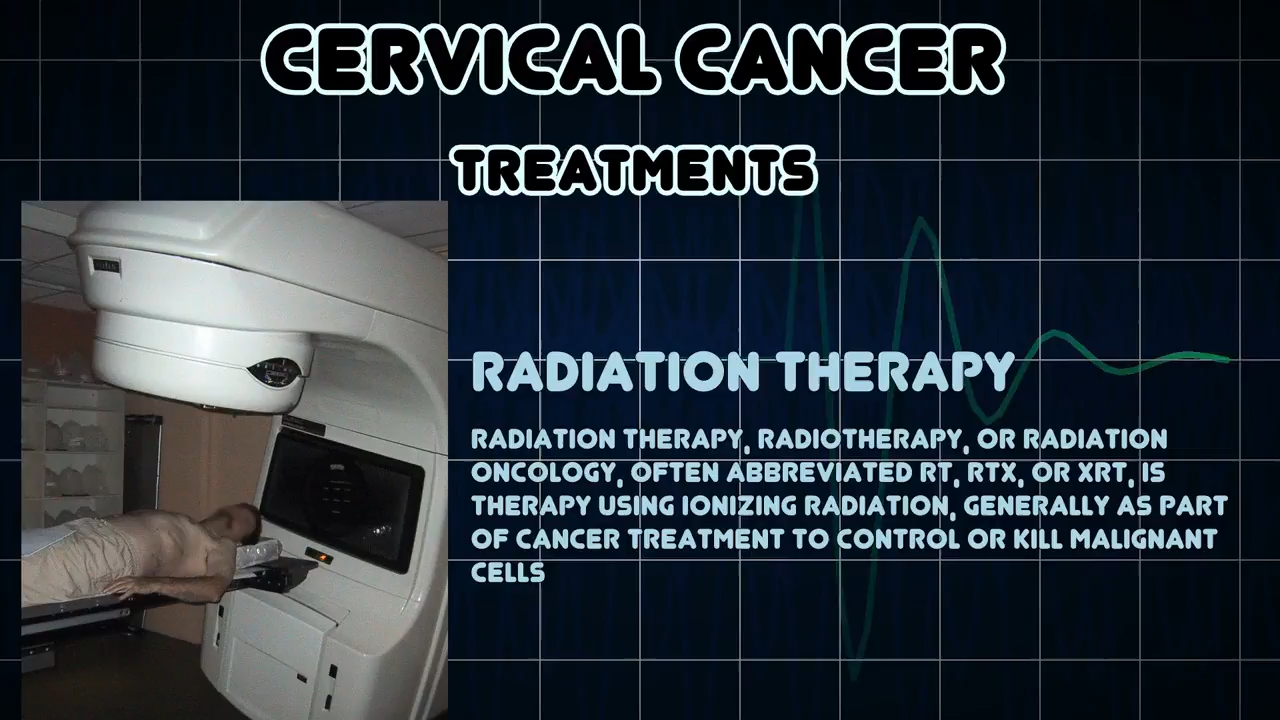 CERVICAL CANCER
TREATMENTS
RADIATION THERAPY
RADIATION THERAPY, RADIOTHERAPY, OR RADIATION
ONCOLOGY, OFTEN ABBREVIATED RT, RTX, OR XRT, IS
THERAPY USING IONIZING RADIATION, GENERALLY AS PART
OF CANCER TREATMENT TO CONTROL OR KILL MALIGNANT
CELLS